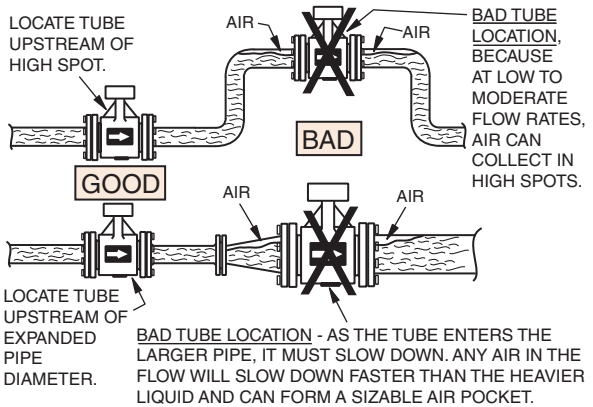 LOCATE TUBE
UPSTREAM OF
HIGH SPOT.
AIR
AIR
BAD TUBE
LOCATION,
BECAUSE
AT LOW TO
MODERATE
FLOW RATES,
AIR CAN
COLLECT IN
HIGH SPOTS.
BAD
GOOD
AIR
AIR
LOCATE TUBE
UPSTREAM OF
EXPANDED
PIPE
DIAMETER.
BAD TUBE LOCATION - AS THE TUBE ENTERS THE
LARGER PIPE, IT MUST SLOW DOWN. ANY AIR IN THE
FLOW WILL SLOW DOWN FASTER THAN THE HEAVIER
LIQUID AND CAN FORM A SIZABLE AIR POCKET.